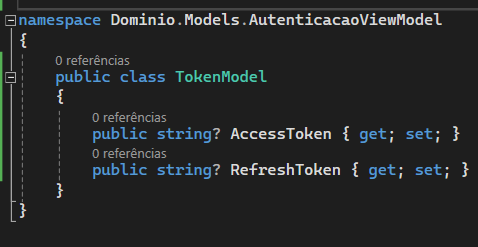 namespace Dominio.Models.AutenticacaoViewModel
{
0 referências
public class TokenModel
{
0 referências
public string? AccessToken { get; set; }
0 referências
public string? RefreshToken { get; set; }
}
}